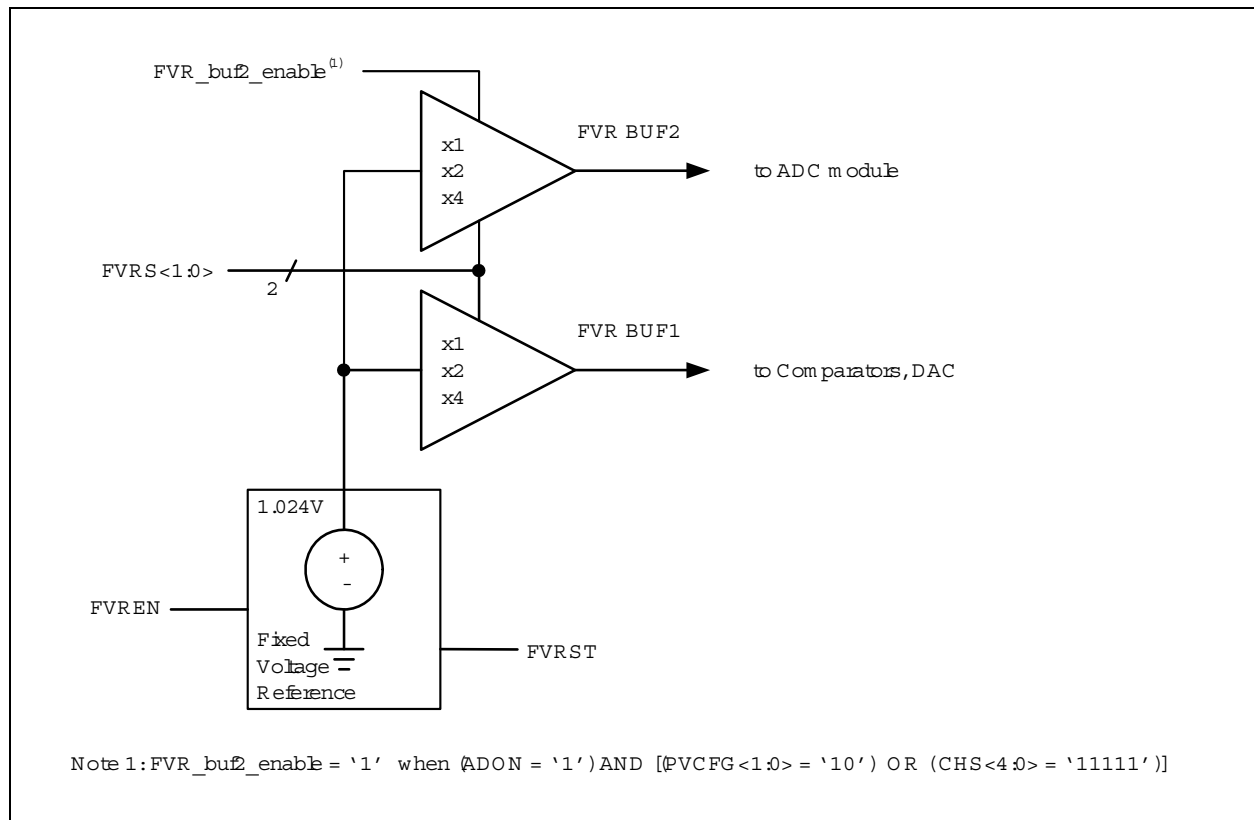 FVR_buf2_enable(1)
FVR BUF2
x1
x2
x4
to ADC module
FVRS<1:0>
2
FVR BUF1
x1
x2
x4
to Comparators, DAC
1.024V
+
-
FVREN
Fixed
Voltage
Reference
FVRST
Note 1: FVR_buf2_enable = ‘1’ when (ADON = ‘1’) AND [(PVCFG<1:0> = ‘10’) OR (CHS<4:0> = ‘11111’)]